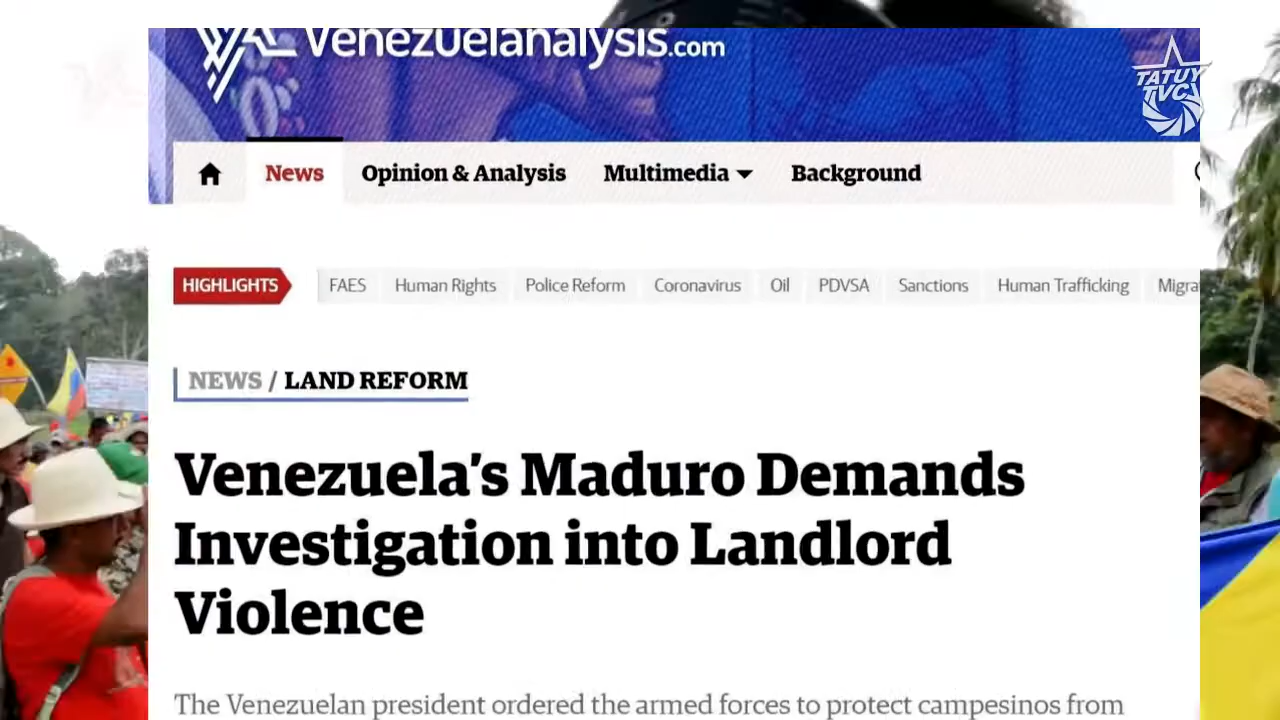 Venezuelanalysis.com
TATUY
TVC
News Opinion & Analysis Multimedia Background
HIGHLIGHTS FAES Human Rights Police Reform Coronavirus Oil PDVSA Sanctions Human Trafficking
NEWS / LAND REFORM
Venezuela's Maduro Demands
Investigation into Landlord
Violence
The Venezuelan president ordered the armed forces to protect campesinos from